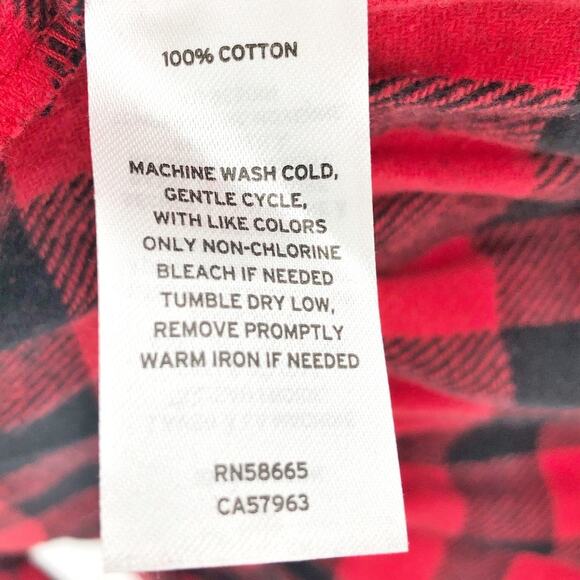 100% COTTON
MACHINE WASH COLD,
GENTLE CYCLE,
WITH LIKE COLORS
ONLY NON-CHLORINE
BLEACH IF NEEDED
TUMBLE DRY LOW,
REMOVE PROMPTLY
WARM IRON IF NEEDED
RN58665
CA57963